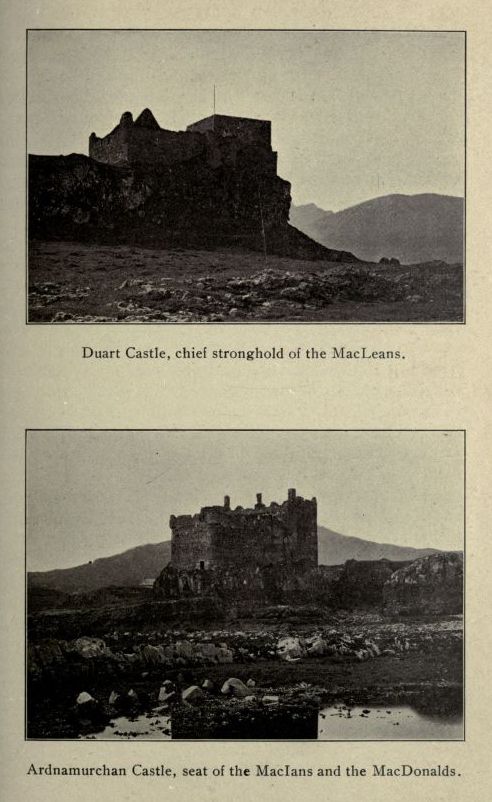 Duart Castle, chief stronghold of the MacLeans.
Ardnamurchan Castle, seat of the MacIans and the MacDonalds.